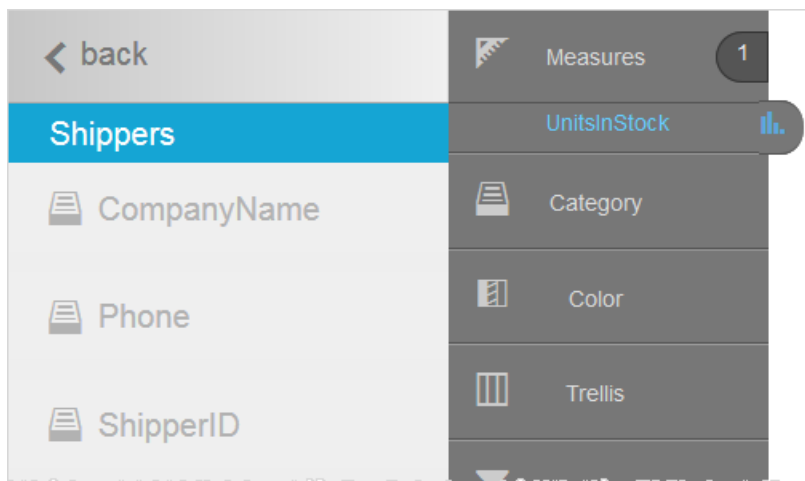 back
Shippers
CompanyName
Phone
ShipperID
Measures 1
UnitsInStock
Category
Color
Trellis